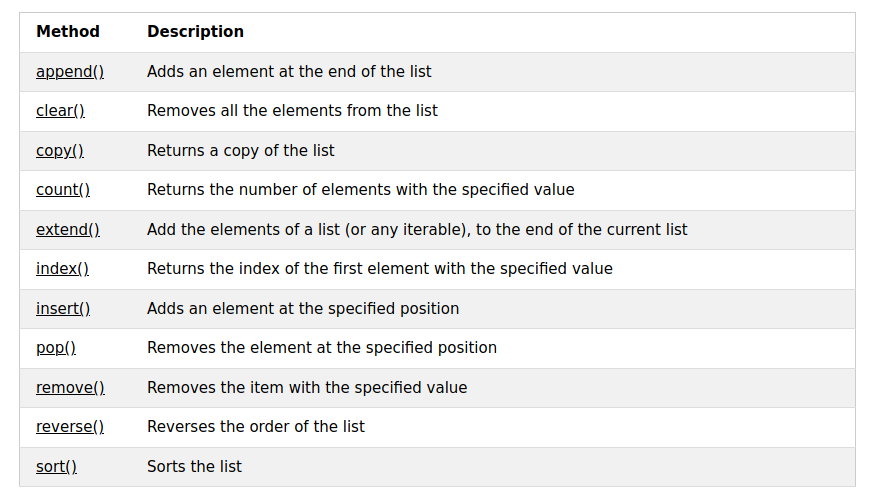 Method Description
append() Adds an element at the end of the list
clear() Removes all the elements from the list
copy() Returns a copy of the list
count() Returns the number of elements with the specified value
extend() Add the elements of a list (or any iterable), to the end of the current list
index() Returns the index of the first element with the specified value
insert() Adds an element at the specified position
pop() Removes the element at the specified position
remove() Removes the item with the specified value
reverse() Reverses the order of the list
sort() Sorts the list